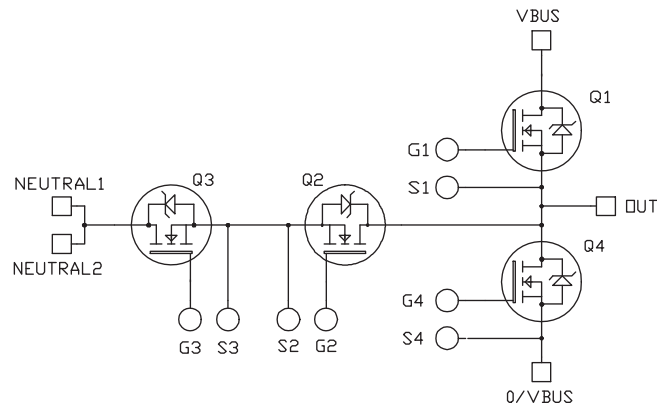 VBUS
Q1
G1
S1
OUT
NEUTRAL1
Q3
Q2
NEUTRAL2
Q4
G4
S4
G3
S3
S2
G2
0/VBUS